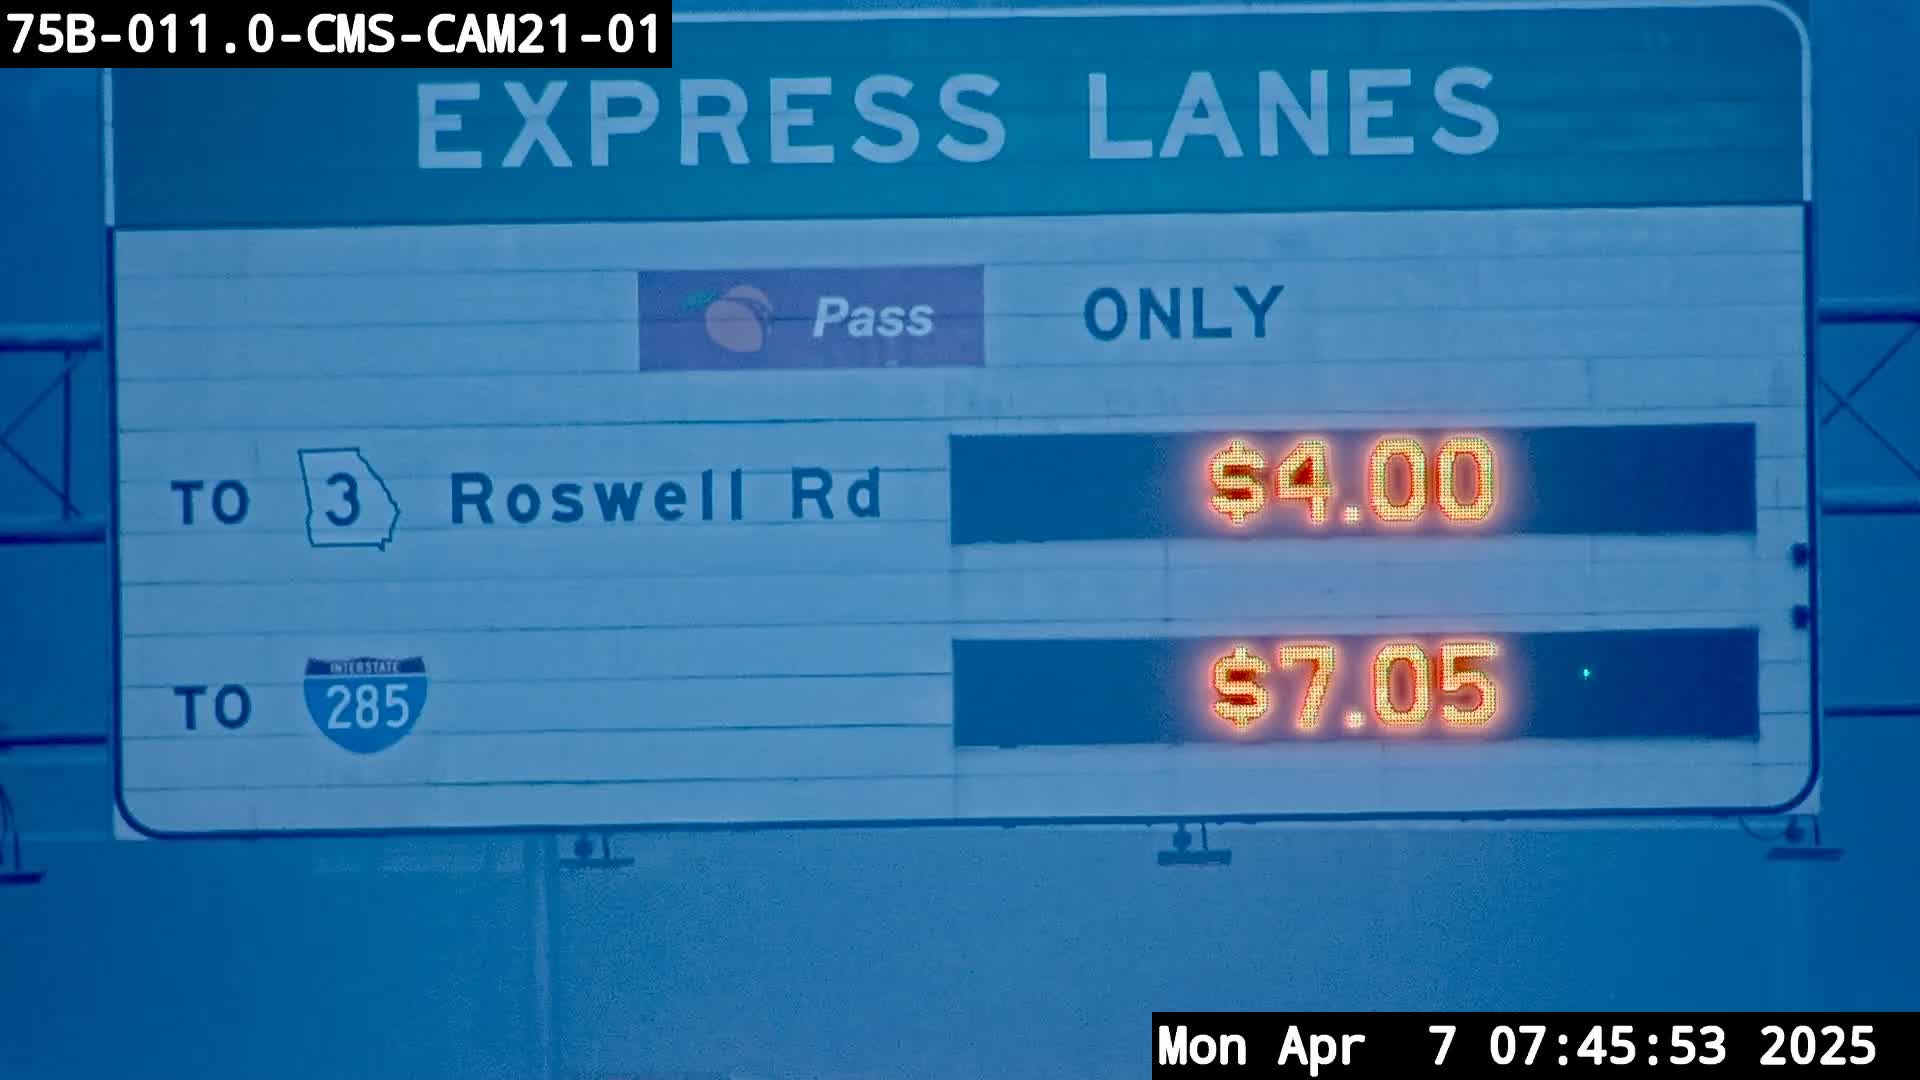 75B-011.0-CMS-CAM21-01
EXPRESS LANES
Pass ONLY
TO 3 Roswell Rd $4.00
INTERSTATE
TO 285 $7.05
Mon Apr 7 07:45:53 2025